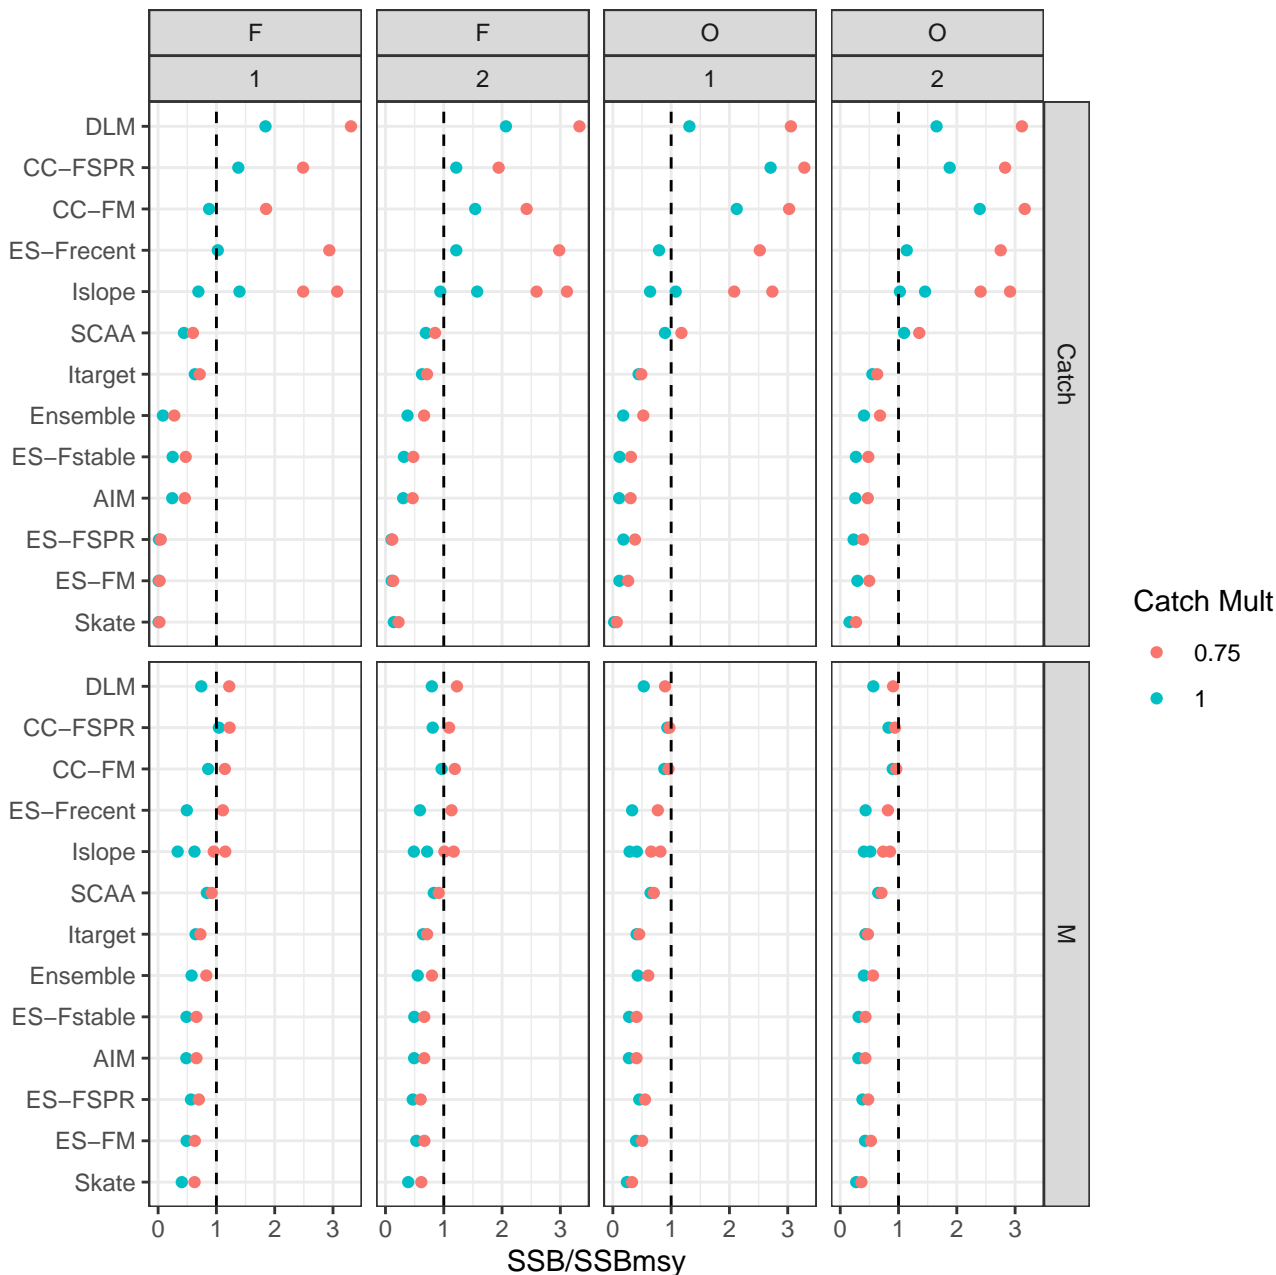 F F O O
1 2 1 2
DLM
CC−FSPR
CC−FM
ES−Frecent
Islope
SCAA
Itarget
Ensemble
ES−Fstable
AIM
ES−FSPR
ES−FM
Skate
Catch
DLM
CC−FSPR
CC−FM
ES−Frecent
Islope
SCAA
Itarget
Ensemble
ES−Fstable
AIM
ES−FSPR
ES−FM
Skate
M
0 1 2 3 0 1 2 3 0 1 2 3 0 1 2 3
SSB/SSBmsy
Catch Mult
0.75
1